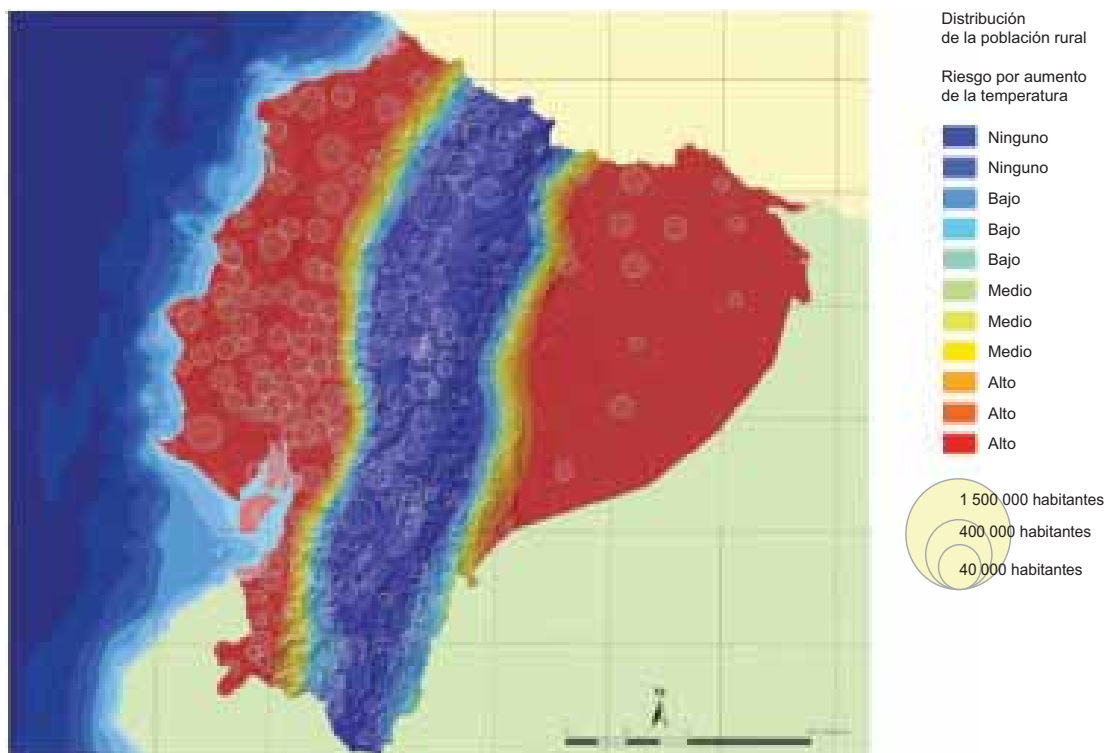 Distribución
de la población rural
Riesgo por aumento
de la temperatura
Ninguno
Ninguno
Bajo
Bajo
Bajo
Medio
Medio
Medio
Alto
Alto
Alto
1 500 000 habitantes
400 000 habitantes
40 000 habitantes